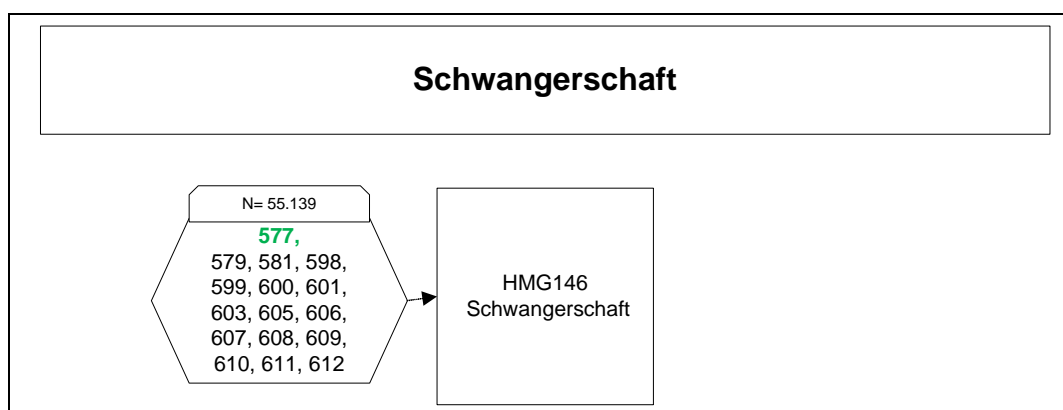 Schwangerschaft
N= 55.139
577,
579, 581, 598,
599, 600, 601,
603, 605, 606,
607, 608, 609,
610, 611, 612
HMG146
Schwangerschaft